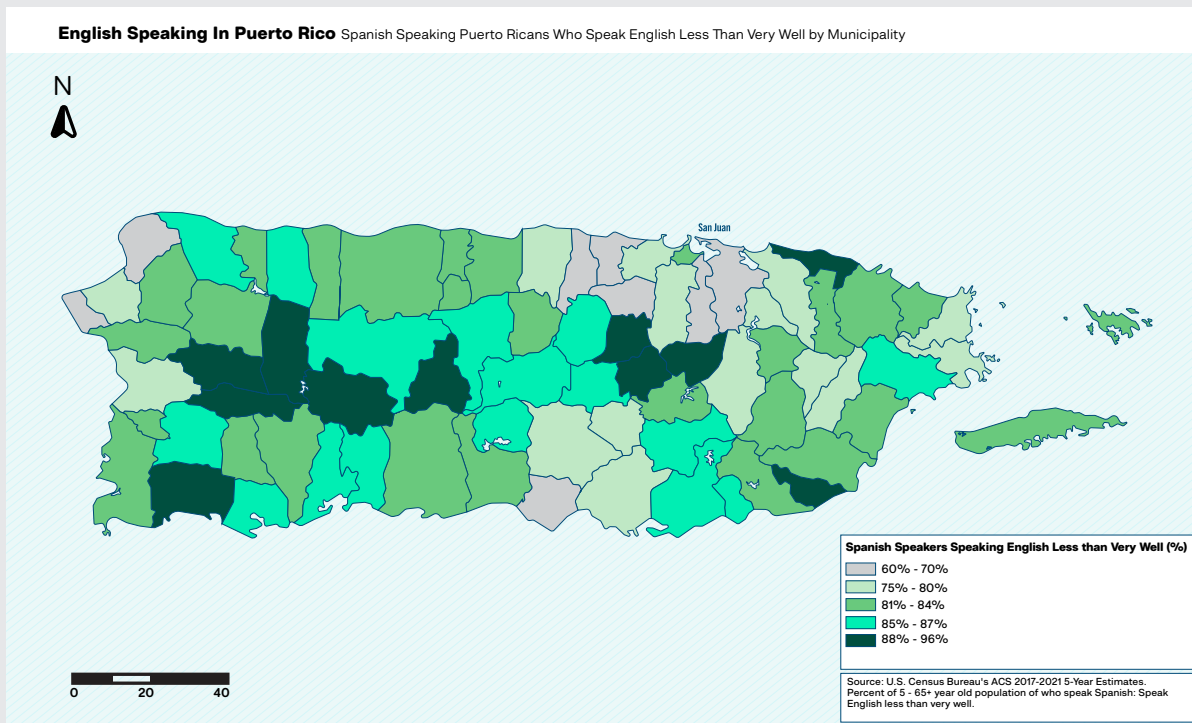 English Speaking In Puerto Rico Spanish Speaking Puerto Ricans Who Speak English Less Than Very Well by Municipality
N
San Juan
Spanish Speakers Speaking English Less than Very Well (%)
60% - 70%
75% - 80%
81% - 84%
85% - 87%
88% - 96%
0 20 40
Source: U.S. Census Bureau's ACS 2017-2021 5-Year Estimates.
Percent of 5 - 65+ year old population of who speak Spanish: Speak
English less than very well.